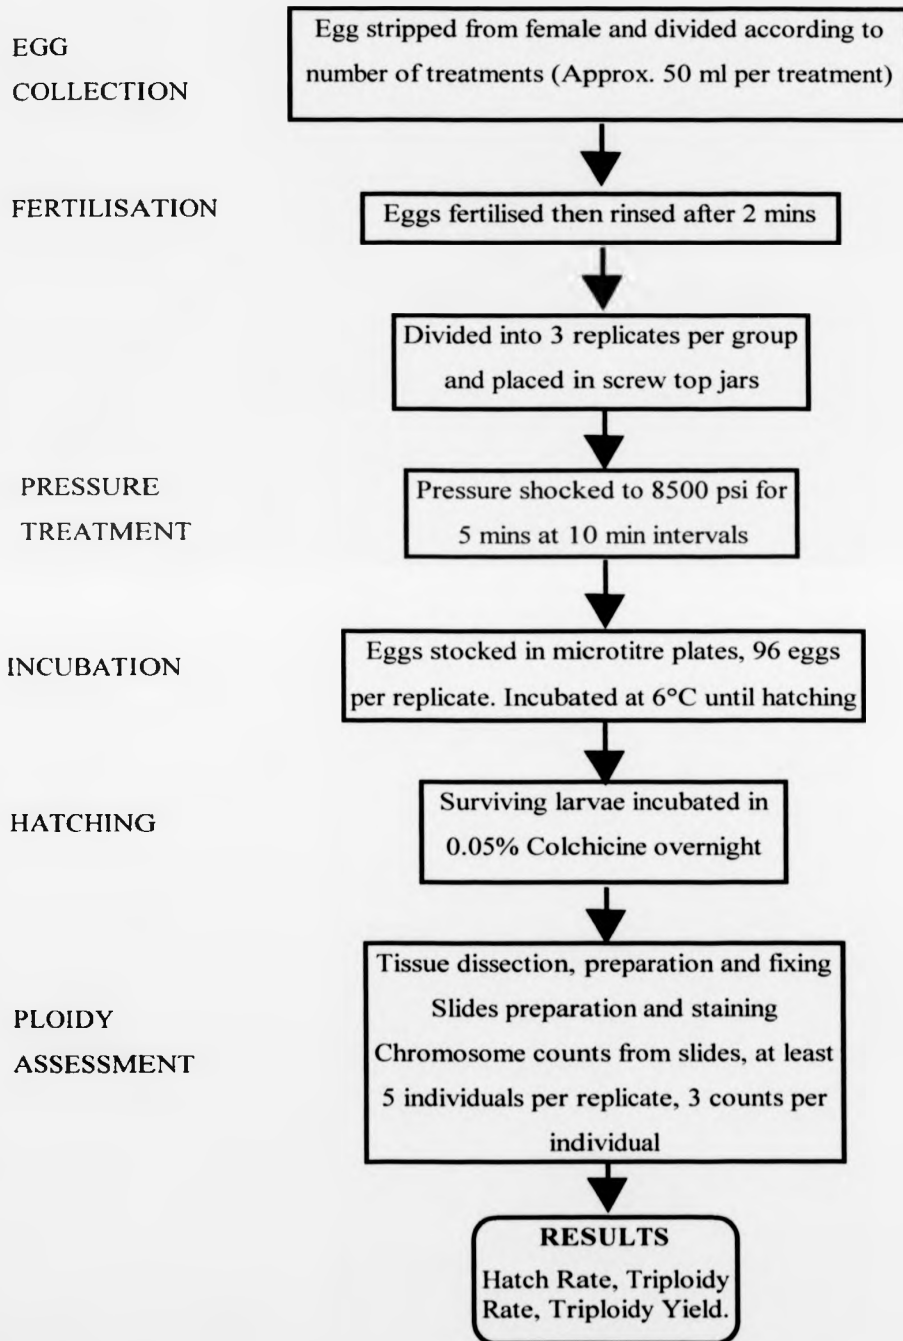 EGG
COLLECTION
Egg stripped from female and divided according to
number of treatments (Approx. 50 ml per treatment)
FERTILISATION
Eggs fertilised then rinsed after 2 mins
Divided into 3 replicates per group
and placed in screw top jars
PRESSURE
TREATMENT
Pressure shocked to 8500 psi for
5 mins at 10 min intervals
INCUBATION
Eggs stocked in microtitre plates, 96 eggs
per replicate. Incubated at 6°C until hatching
HATCHING
Surviving larvae incubated in
0.05% Colchicine overnight
PLOIDY
ASSESSMENT
Tissue dissection, preparation and fixing
Slides preparation and staining
Chromosome counts from slides, at least
5 individuals per replicate, 3 counts per
individual
RESULTS
Hatch Rate, Triploidy
Rate, Triploidy Yield.